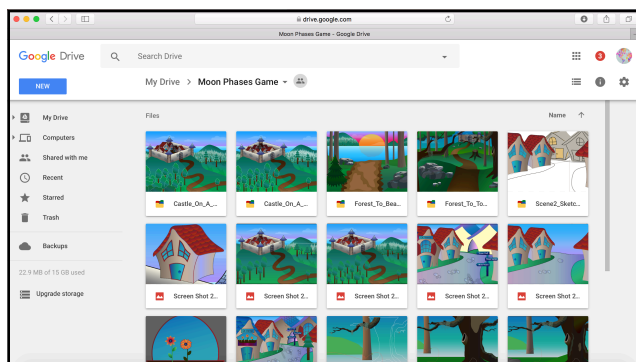 drive.google.com
Moon Phases Game - Google Drive
Google Drive
Search Drive
3
NEW
My Drive > Moon Phases Game
My Drive
Computers
Shared with me
Recent
Starred
Trash
Backups
22.9 MB of 15 GB used
Upgrade storage
Files
Name
Castle_On_A_...
Castle_On_A_...
Forest_To_Bea...
Forest_To_To...
Scene2_Sketc...
Screen Shot 2...
Screen Shot 2...
Screen Shot 2...
Screen Shot 2...
Screen Shot 2...